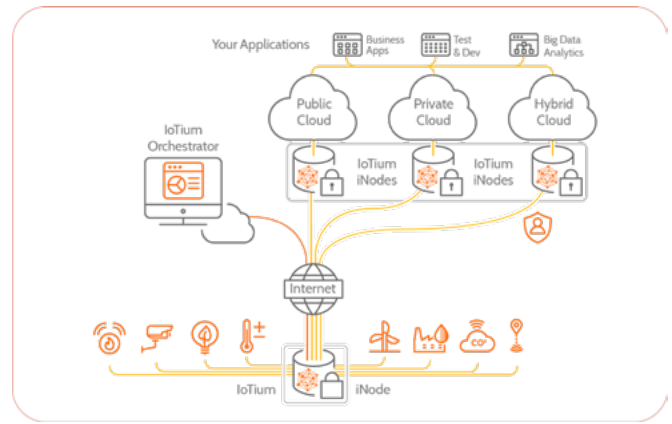 Your Applications
Business
Apps
Test
& Dev
Big Data
Analytics
Public
Cloud
Private
Cloud
Hybrid
Cloud
IoTium
Orchestrator
IoTium
iNodes
IoTium
iNodes
Internet
CO²
IoTium
iNode